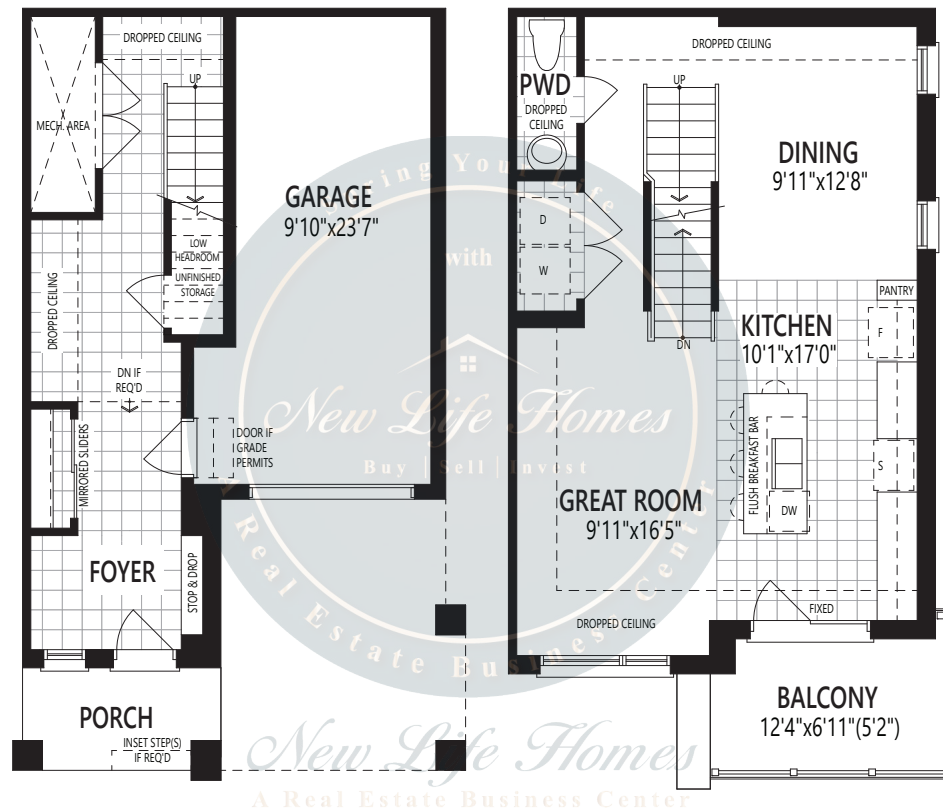 DROPPED CEILING
UP
MECH. AREA
GARAGE
9'10"x23'7"
LOW
HEADROOM
UNFINISHED
STORAGE
DROPPED CEILING
DN IF
REQ'D
MIRRORED SLIDERS
DOOR IF
GRADE
PERMITS
FOYER
STOP & DROP
PORCH
INSET STEP(S)
IF REQ'D
DROPPED CEILING
PWD
DROPPED
CEILING
UP
DINING
9'11"x12'8"
D
W
PANTRY
KITCHEN
10'1"x17'0"
F
DN
FLUSH BREAKFAST BAR
S
DW
GREAT ROOM
9'11"x16'5"
FIXED
DROPPED CEILING
BALCONY
12'4"x6'11"(5'2")
Your Life
with
New Life Homes
Buy | Sell | Invest
A Real Estate Business Center
New Life Homes
A Real Estate Business Center